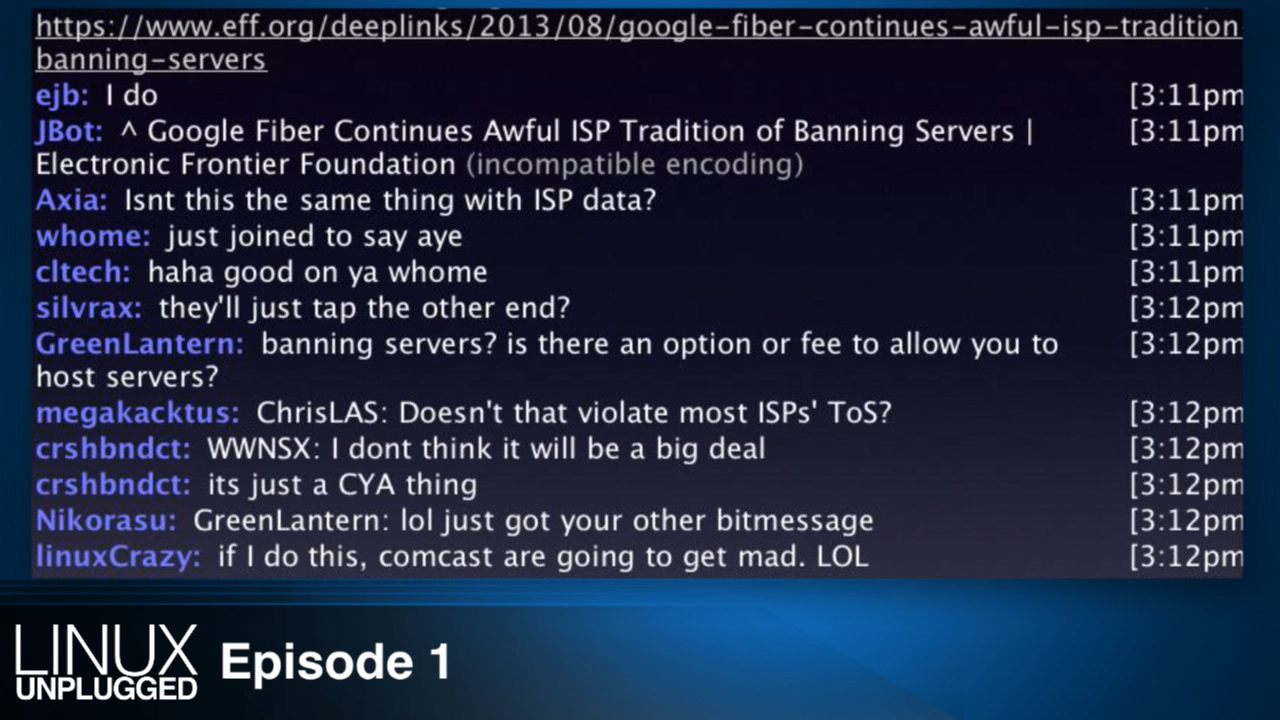 https://www.eff.org/deeplinks/2013/08/google-fiber-continues-awful-isp-tradition
banning-servers
ejb: I do [3:11pm
JBot: ^ Google Fiber Continues Awful ISP Tradition of Banning Servers | [3:11pm
Electronic Frontier Foundation (incompatible encoding)
Axia: Isnt this the same thing with ISP data? [3:11pm
whome: just joined to say aye [3:11pm
cltech: haha good on ya whome [3:11pm
silvrax: they'll just tap the other end? [3:12pm
GreenLantern: banning servers? is there an option or fee to allow you to [3:12pm
host servers?
megakacktus: ChrisLAS: Doesn't that violate most ISPs' ToS? [3:12pm
crshbndct: WWNSX: I dont think it will be a big deal [3:12pm
crshbndct: its just a CYA thing [3:12pm
Nikorasu: GreenLantern: lol just got your other bitmessage [3:12pm
linuxCrazy: if I do this, comcast are going to get mad. LOL [3:12pm
LINUX
UNPLUGGED
Episode 1